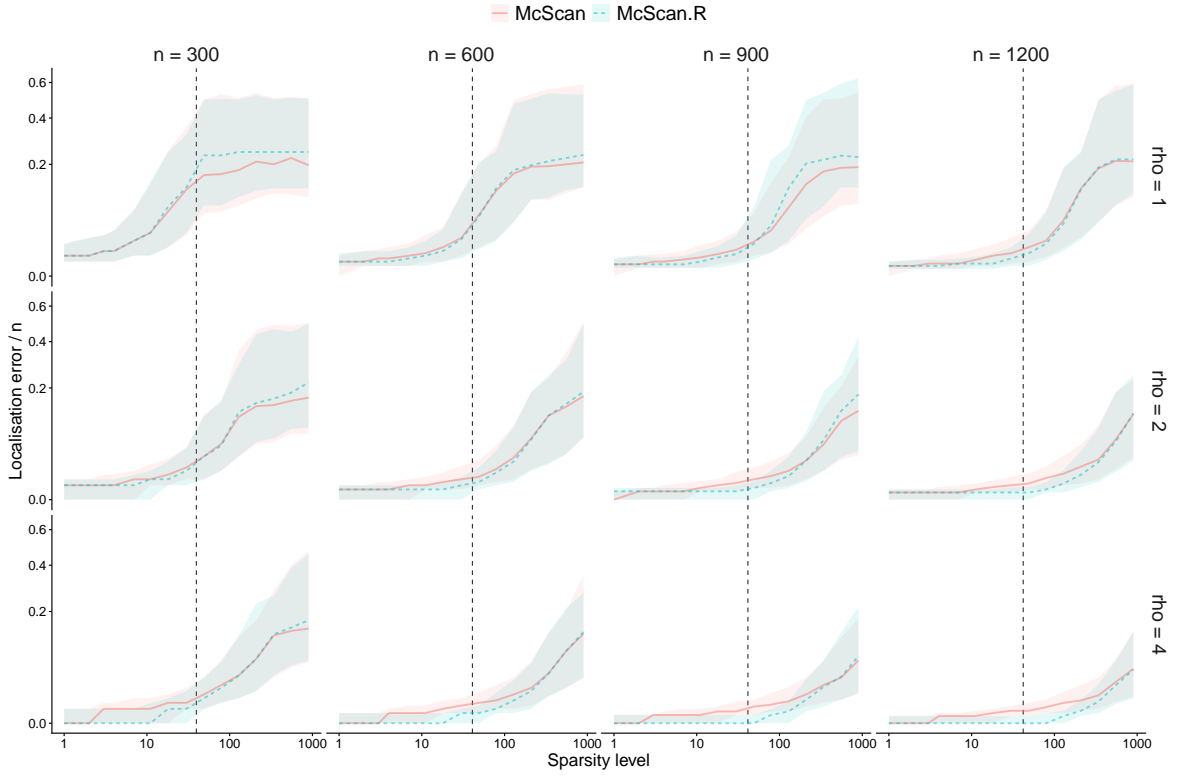 McScan McScan.R
n = 300 n = 600 n = 900 n = 1200
0.6
0.4
0.2
0.0
rho = 1
0.6
0.4
0.2
0.0
rho = 2
Localisation error / n
0.6
0.4
0.2
0.0
rho = 4
1 10 100 1000 1 10 100 1000 1 10 100 1000 1 10 100 1000
Sparsity level